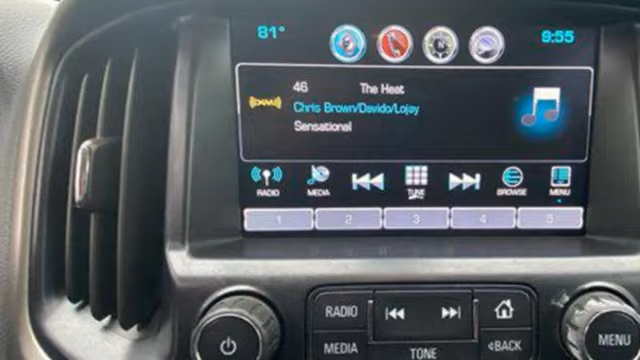 81° 9:55
46 The Heat
((XM)) Chris Brown/Davido/Lojay
Sensational
RADIO MEDIA TUNE BROWSE MENU
1 2 3 4 5
RADIO
MEDIA TONE <BACK MENU